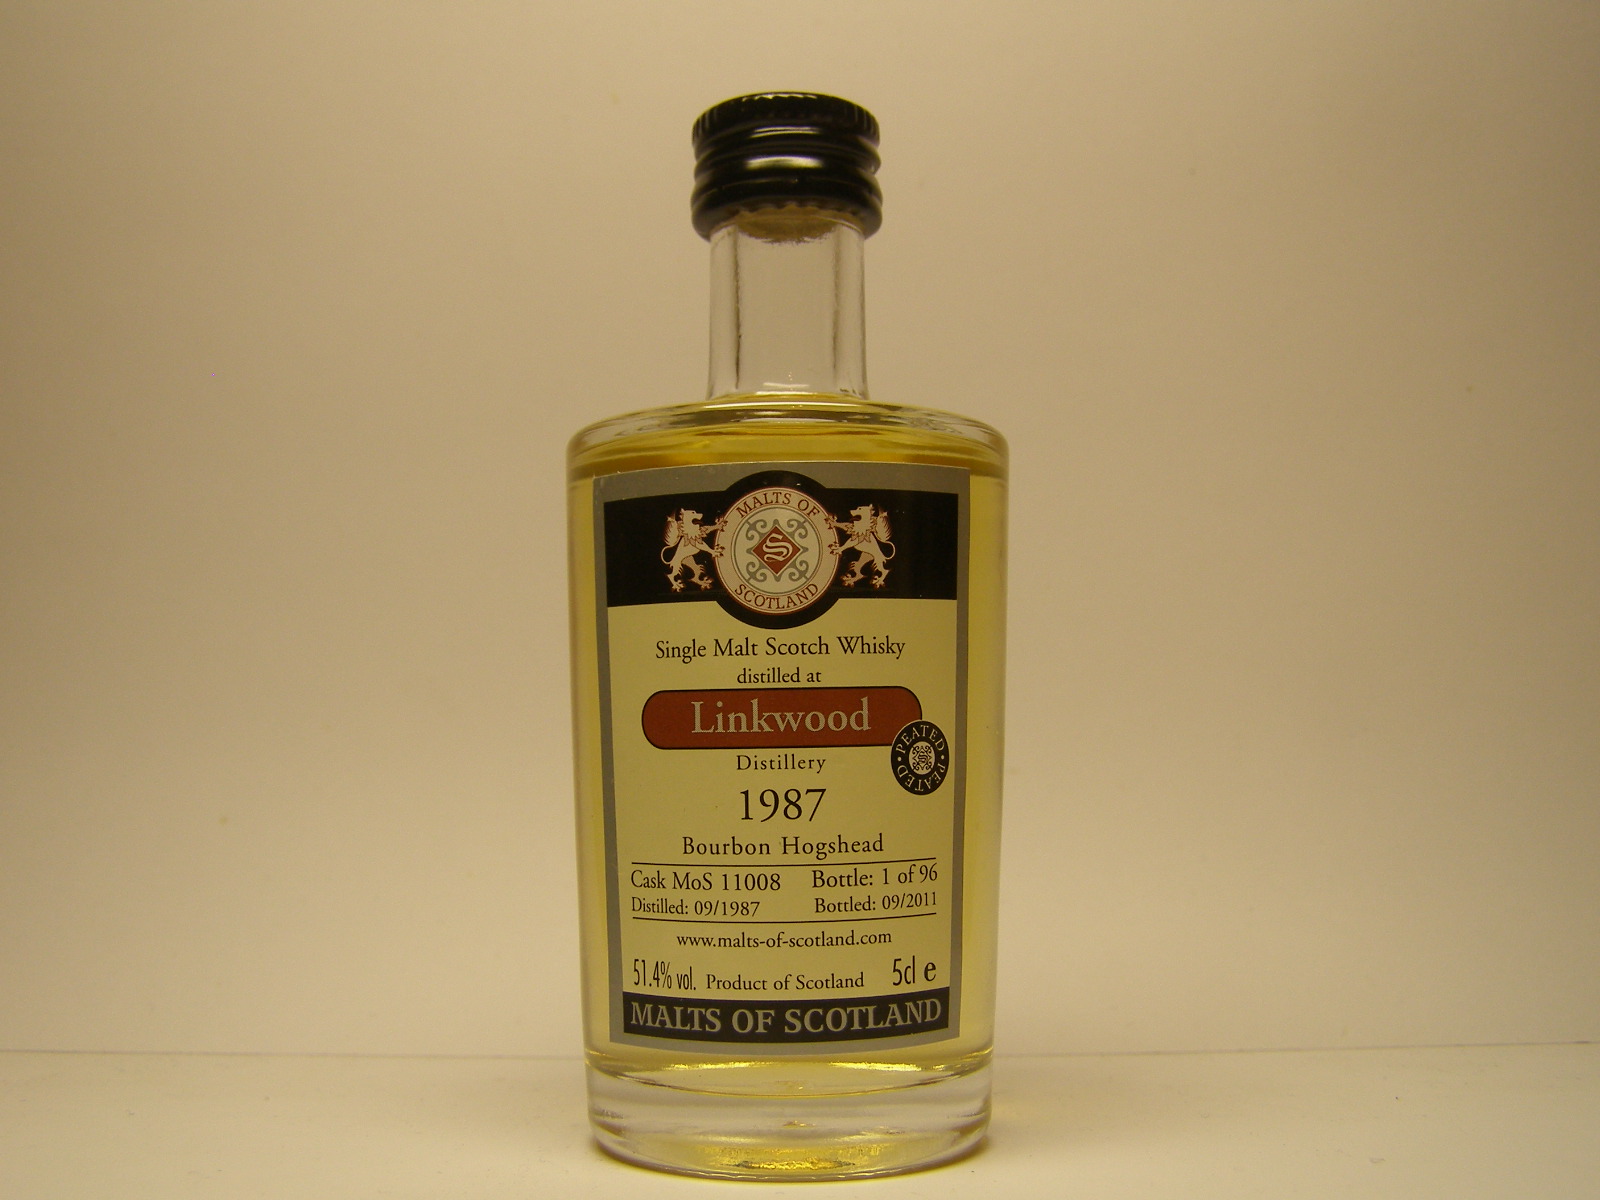 MALTS OF
S
SCOTLAND
Single Malt Scotch Whisky
distilled at
Linkwood
PEATED • PEATED •
Distillery
1987
Bourbon Hogshead
Cask MoS 11008 Bottle: 1 of 96
Distilled: 09/1987 Bottled: 09/2011
www.malts-of-scotland.com
51.4% vol. Product of Scotland 5cl e
MALTS OF SCOTLAND